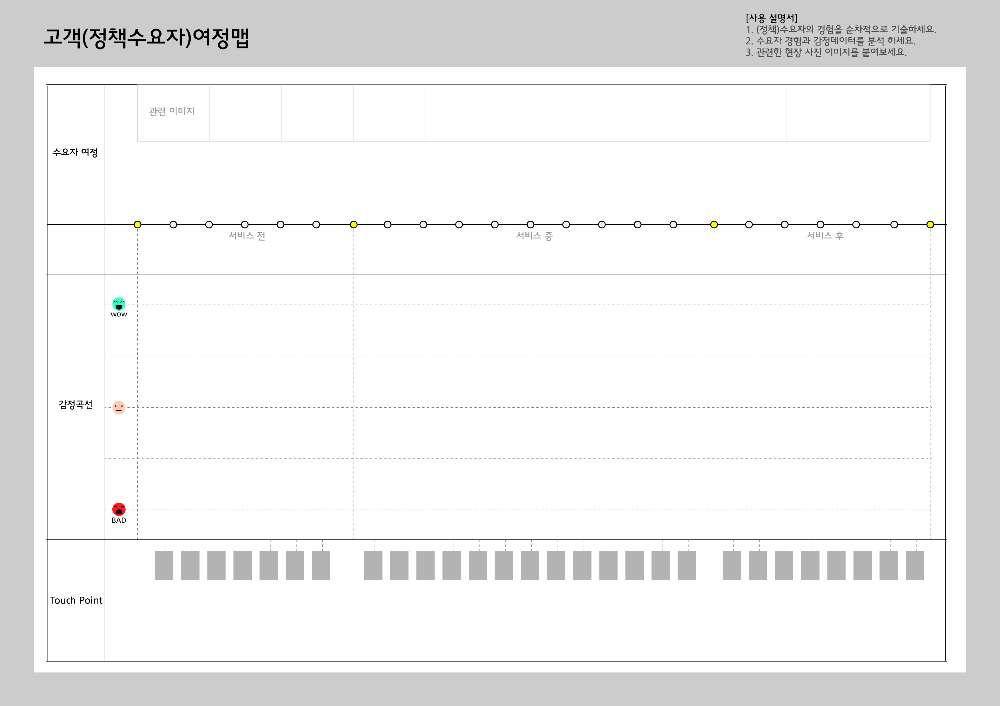 고객(정책수요자)여정맵
[사용 설명서]
1. (정책)수요자의 경험을 순차적으로 기술하세요.
2. 수요자 경험과 감정데이터를 분석 하세요.
3. 관련한 현장 사진 이미지를 붙여보세요.
관련 이미지
수요자 여정
서비스 전
서비스 중
서비스 후
wow
감정곡선
BAD
Touch Point